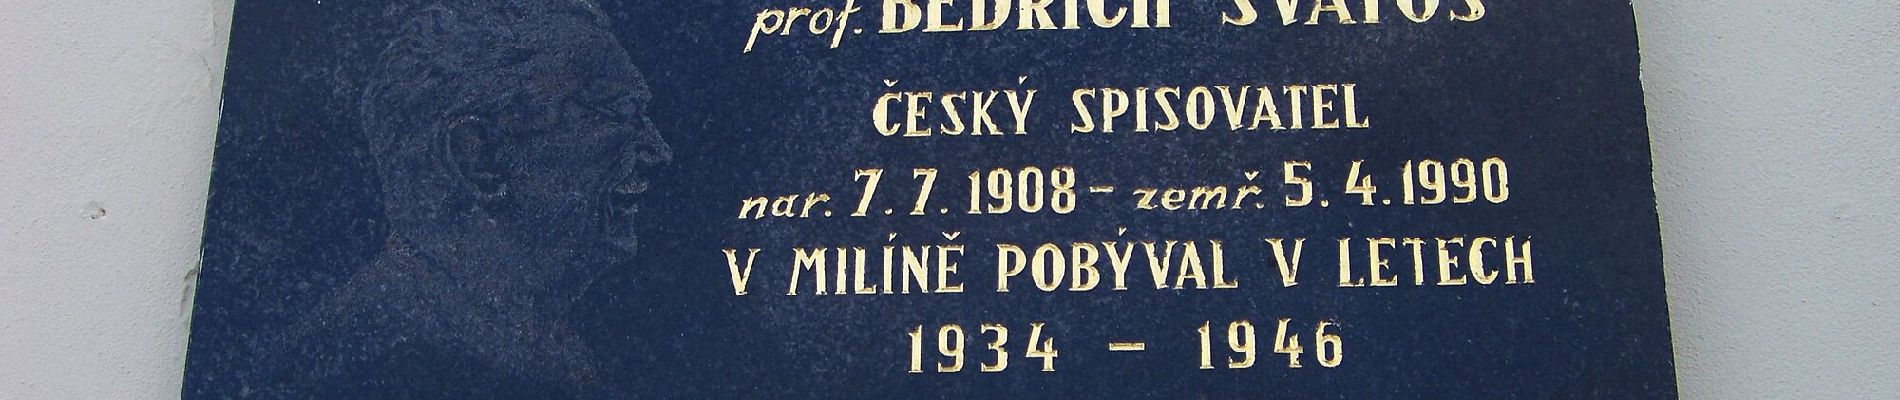 prof. BEDŘICH SVATOŠ
ČESKÝ SPISOVATEL
nar. 7. 7. 1908 - zemř. 5. 4. 1990
V MILÍNĚ POBÝVAL V LETECH
1934 - 1946